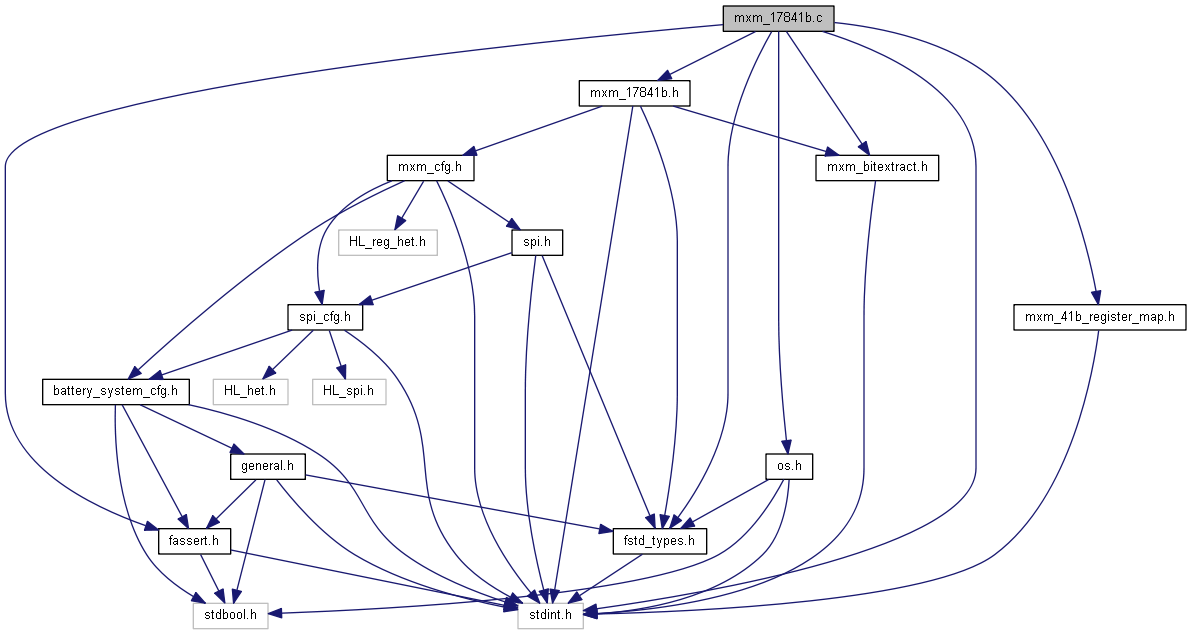 mxm_17841b.c
mxm_17841b.h
mxm_cfg.h
mxm_bitextract.h
HL_reg_het.h
spi.h
spi_cfg.h
mxm_41b_register_map.h
battery_system_cfg.h
HL_het.h
HL_spi.h
general.h
os.h
fassert.h
fstd_types.h
stdbool.h
stdint.h